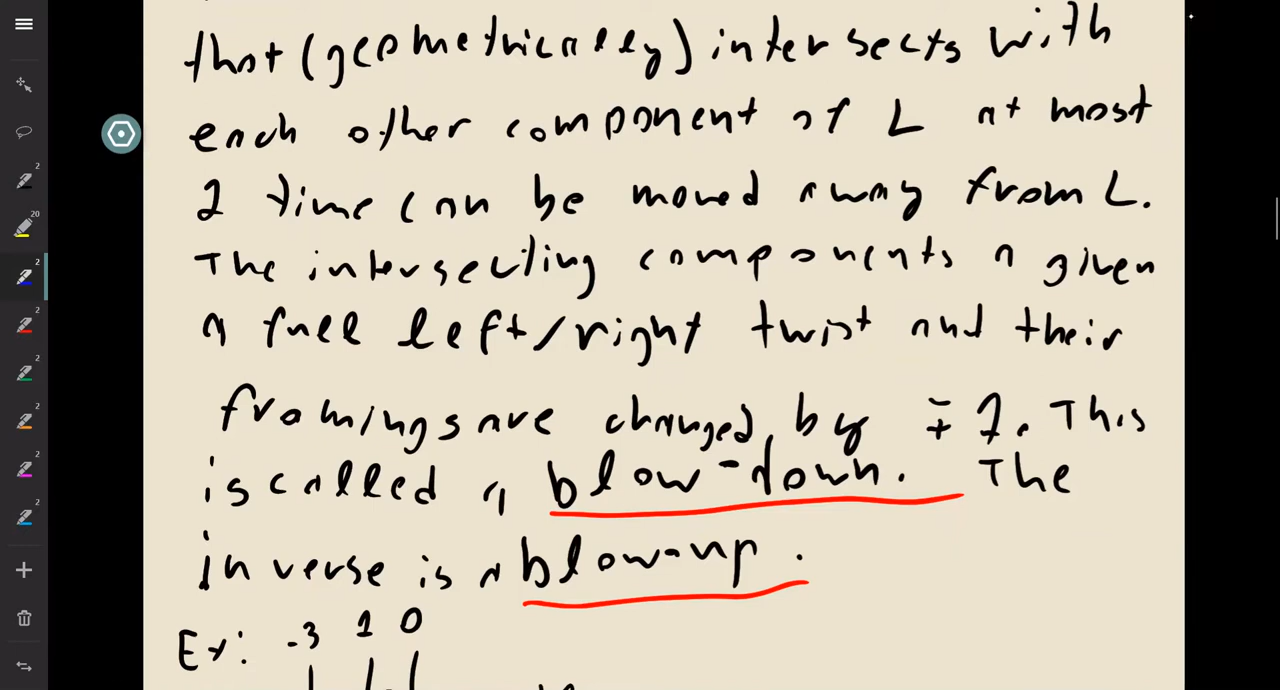 that (geometrically) intersects with
each other component of L at most
1 time can be moved away from L.
The intersecting components a given
a full left/right twist and their
framings are changed by ∓ 1. This
is called a blow-down. The
inverse is a blow-up.
Ex: -3 1 0